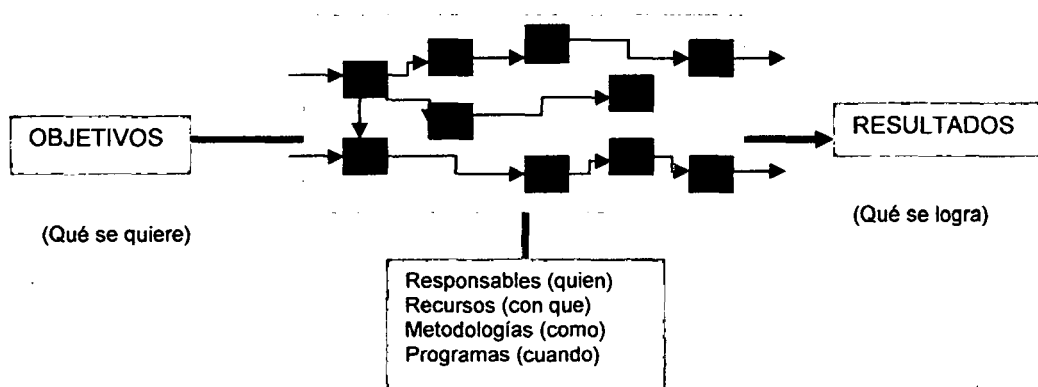 OBJETIVOS
RESULTADOS
(Qué se quiere)
(Qué se logra)
Responsables (quien)
Recursos (con que)
Metodologías (como)
Programas (cuando)